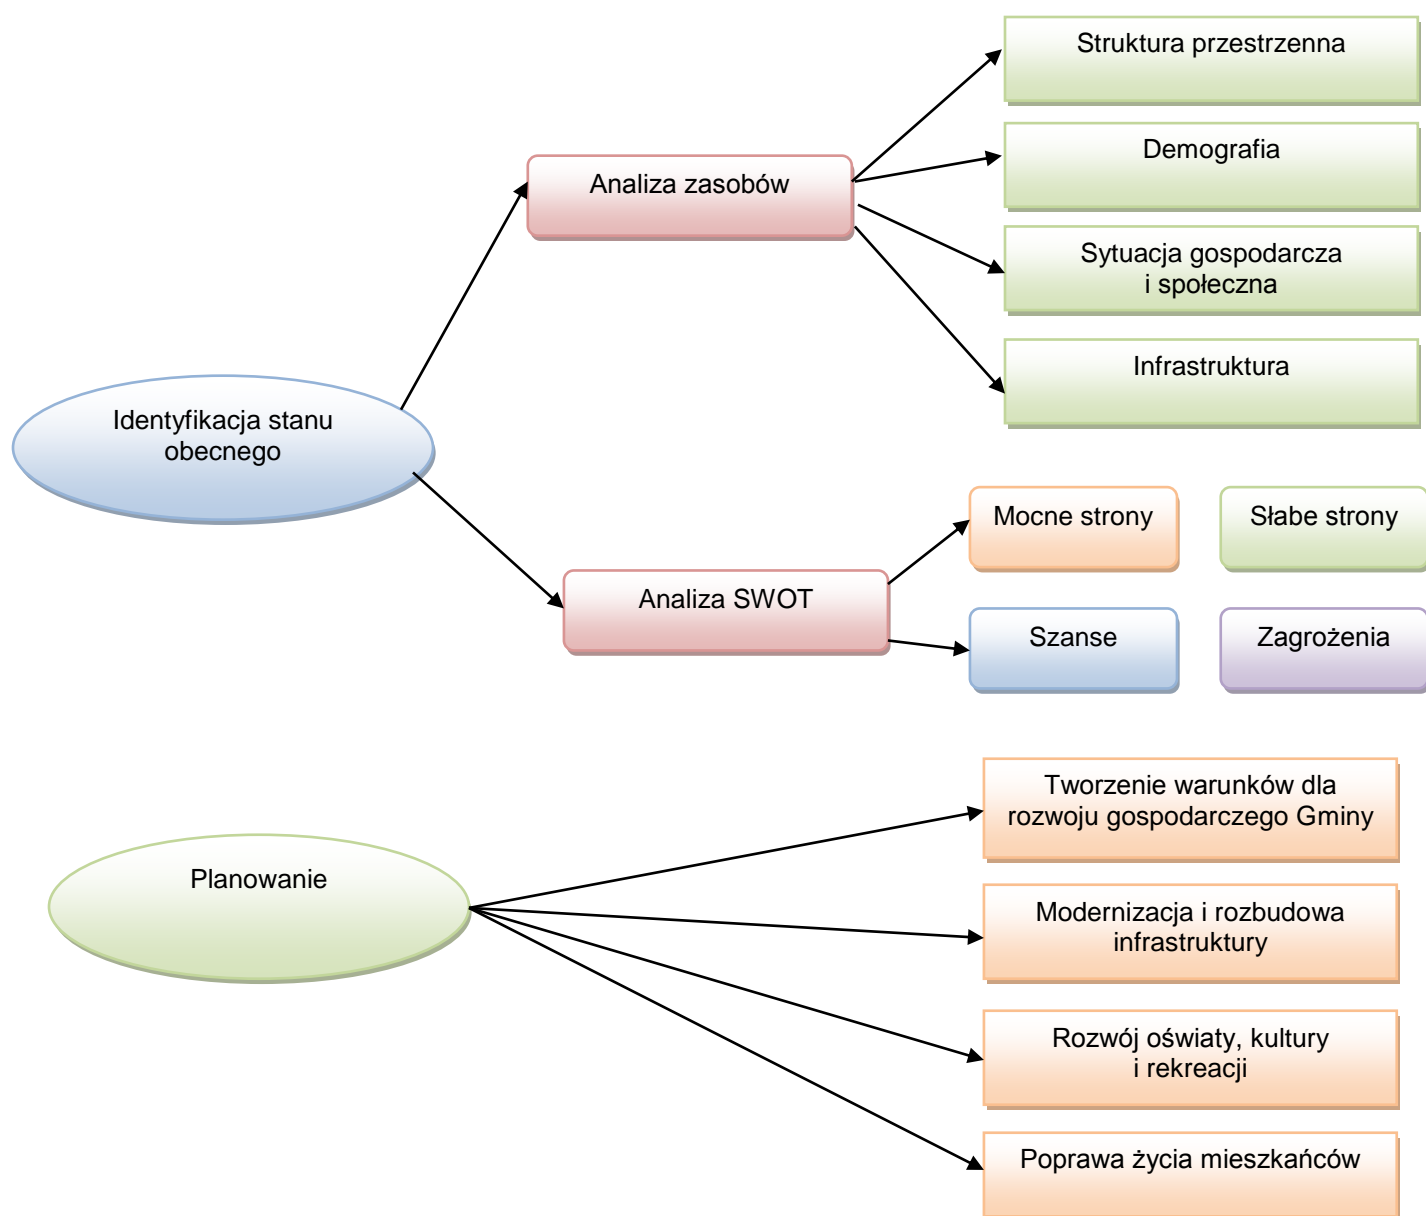 Struktura przestrzenna
Demografia
Analiza zasobów
Sytuacja gospodarcza
i społeczna
Infrastruktura
Identyfikacja stanu
obecnego
Mocne strony
Słabe strony
Analiza SWOT
Szanse
Zagrożenia
Tworzenie warunków dla
rozwoju gospodarczego Gminy
Planowanie
Modernizacja i rozbudowa
infrastruktury
Rozwój oświaty, kultury
i rekreacji
Poprawa życia mieszkańców